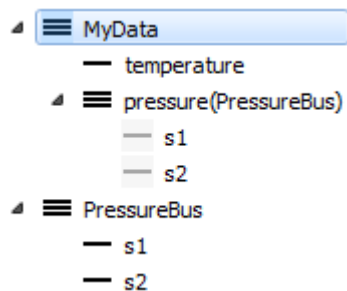 MyData
temperature
pressure(PressureBus)
s1
s2
PressureBus
s1
s2